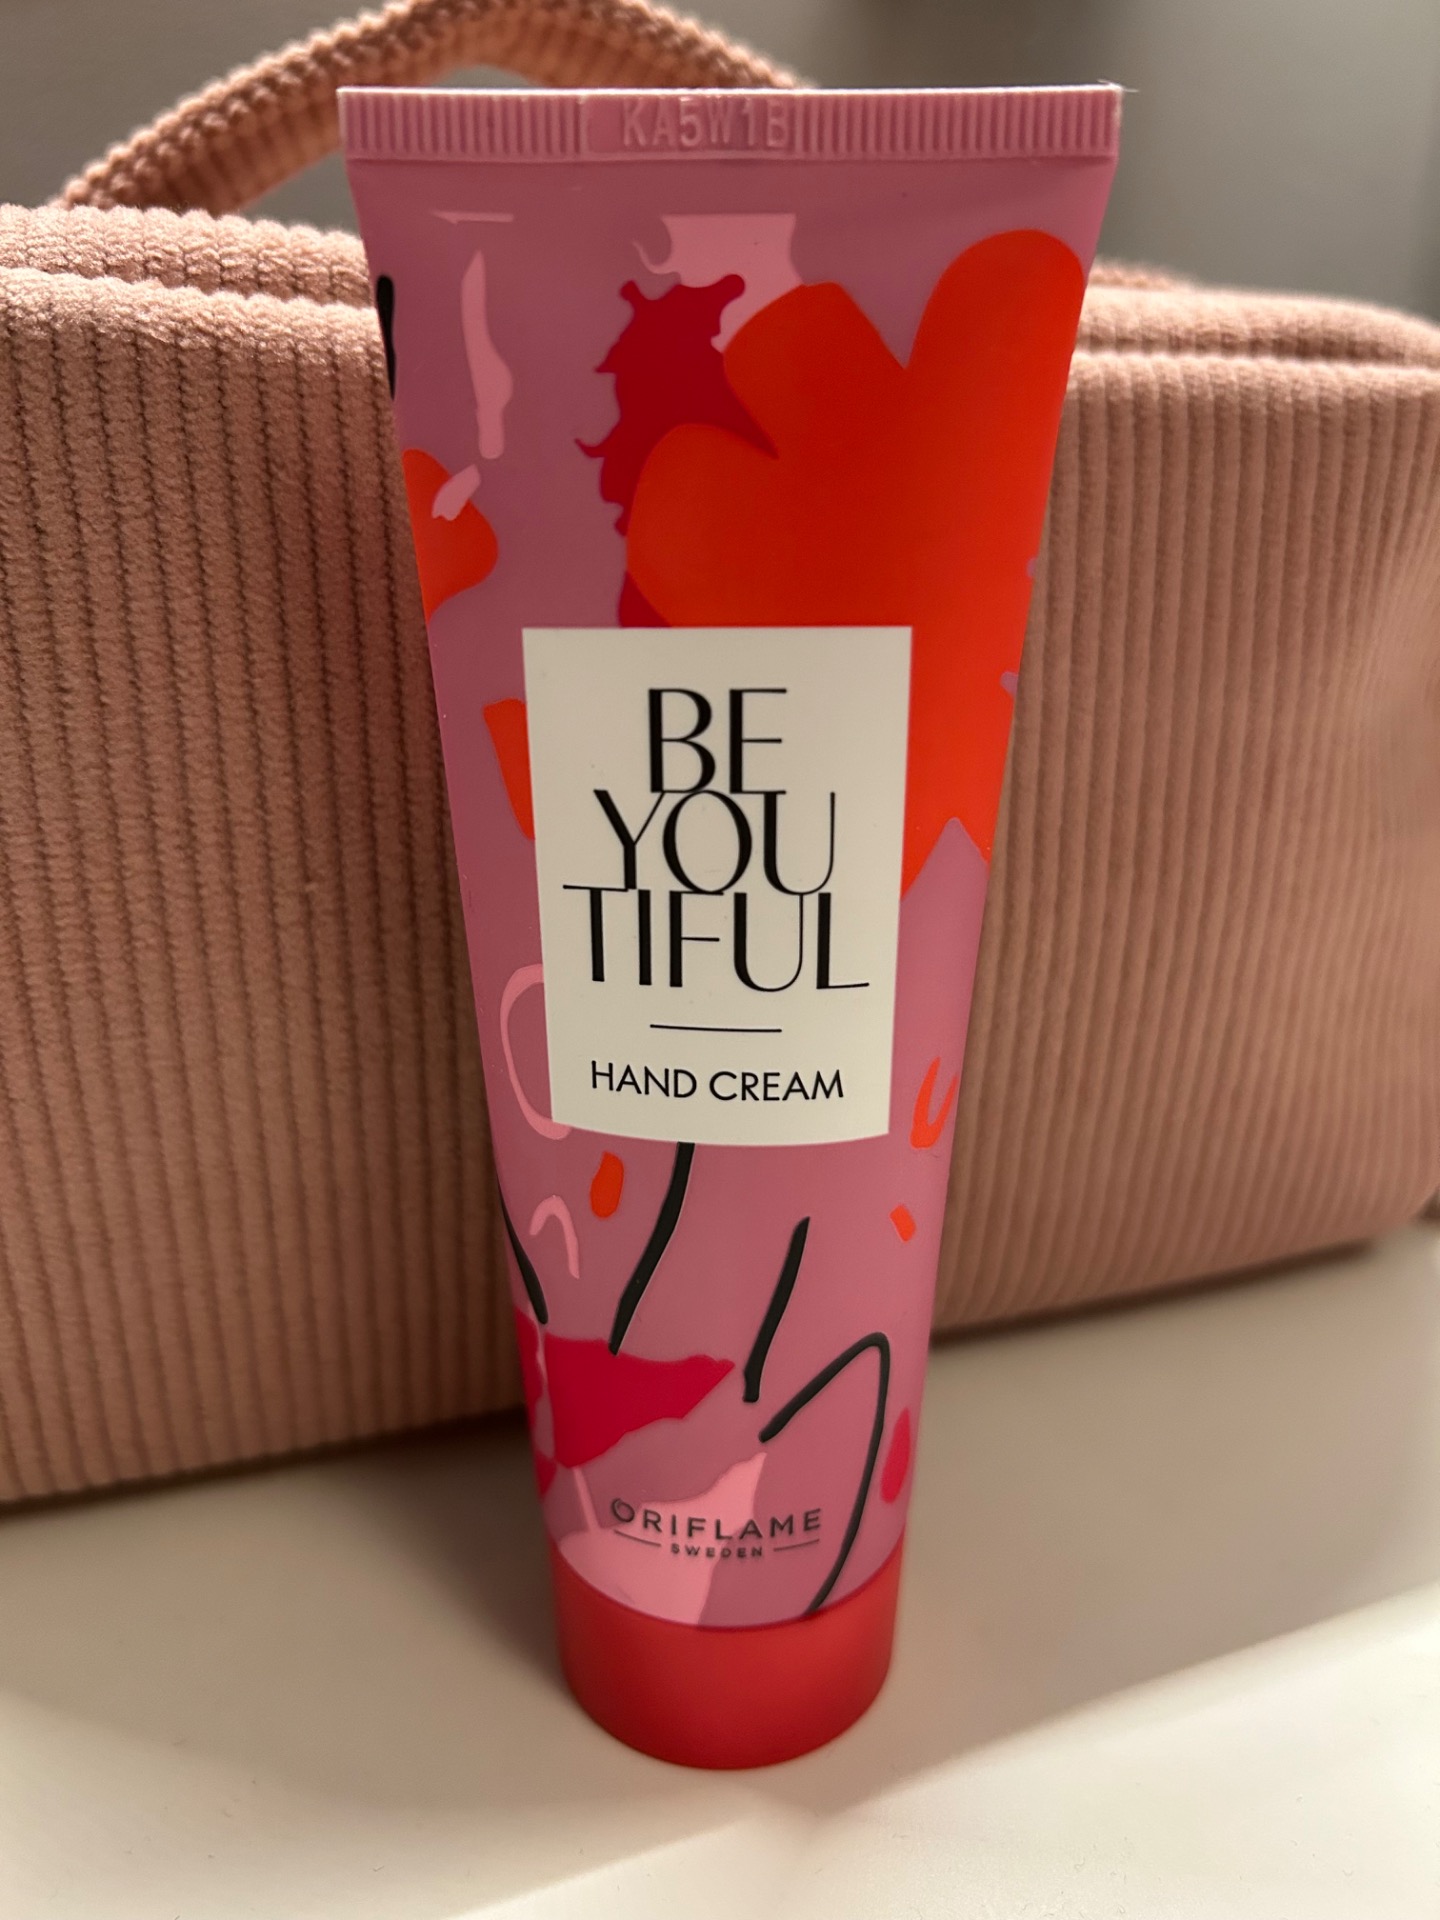 KA5W1B
BE
YOU
TIFUL
HAND CREAM
ORIFLAME
SWEDEN